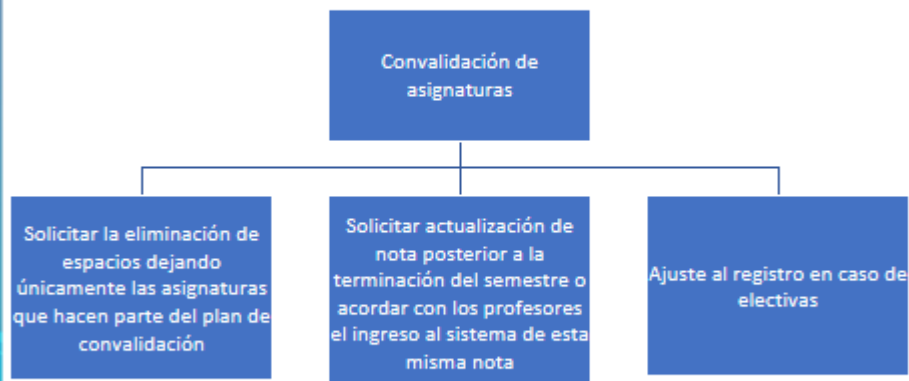 Convalidación de
asignaturas
Solicitar la eliminación de
espacios dejando
únicamente las asignaturas
que hacen parte del plan de
convalidación
Solicitar actualización de
nota posterior a la
terminación del semestre o
acordar con los profesores
el ingreso al sistema de esta
misma nota
Ajuste al registro en caso de
electivas